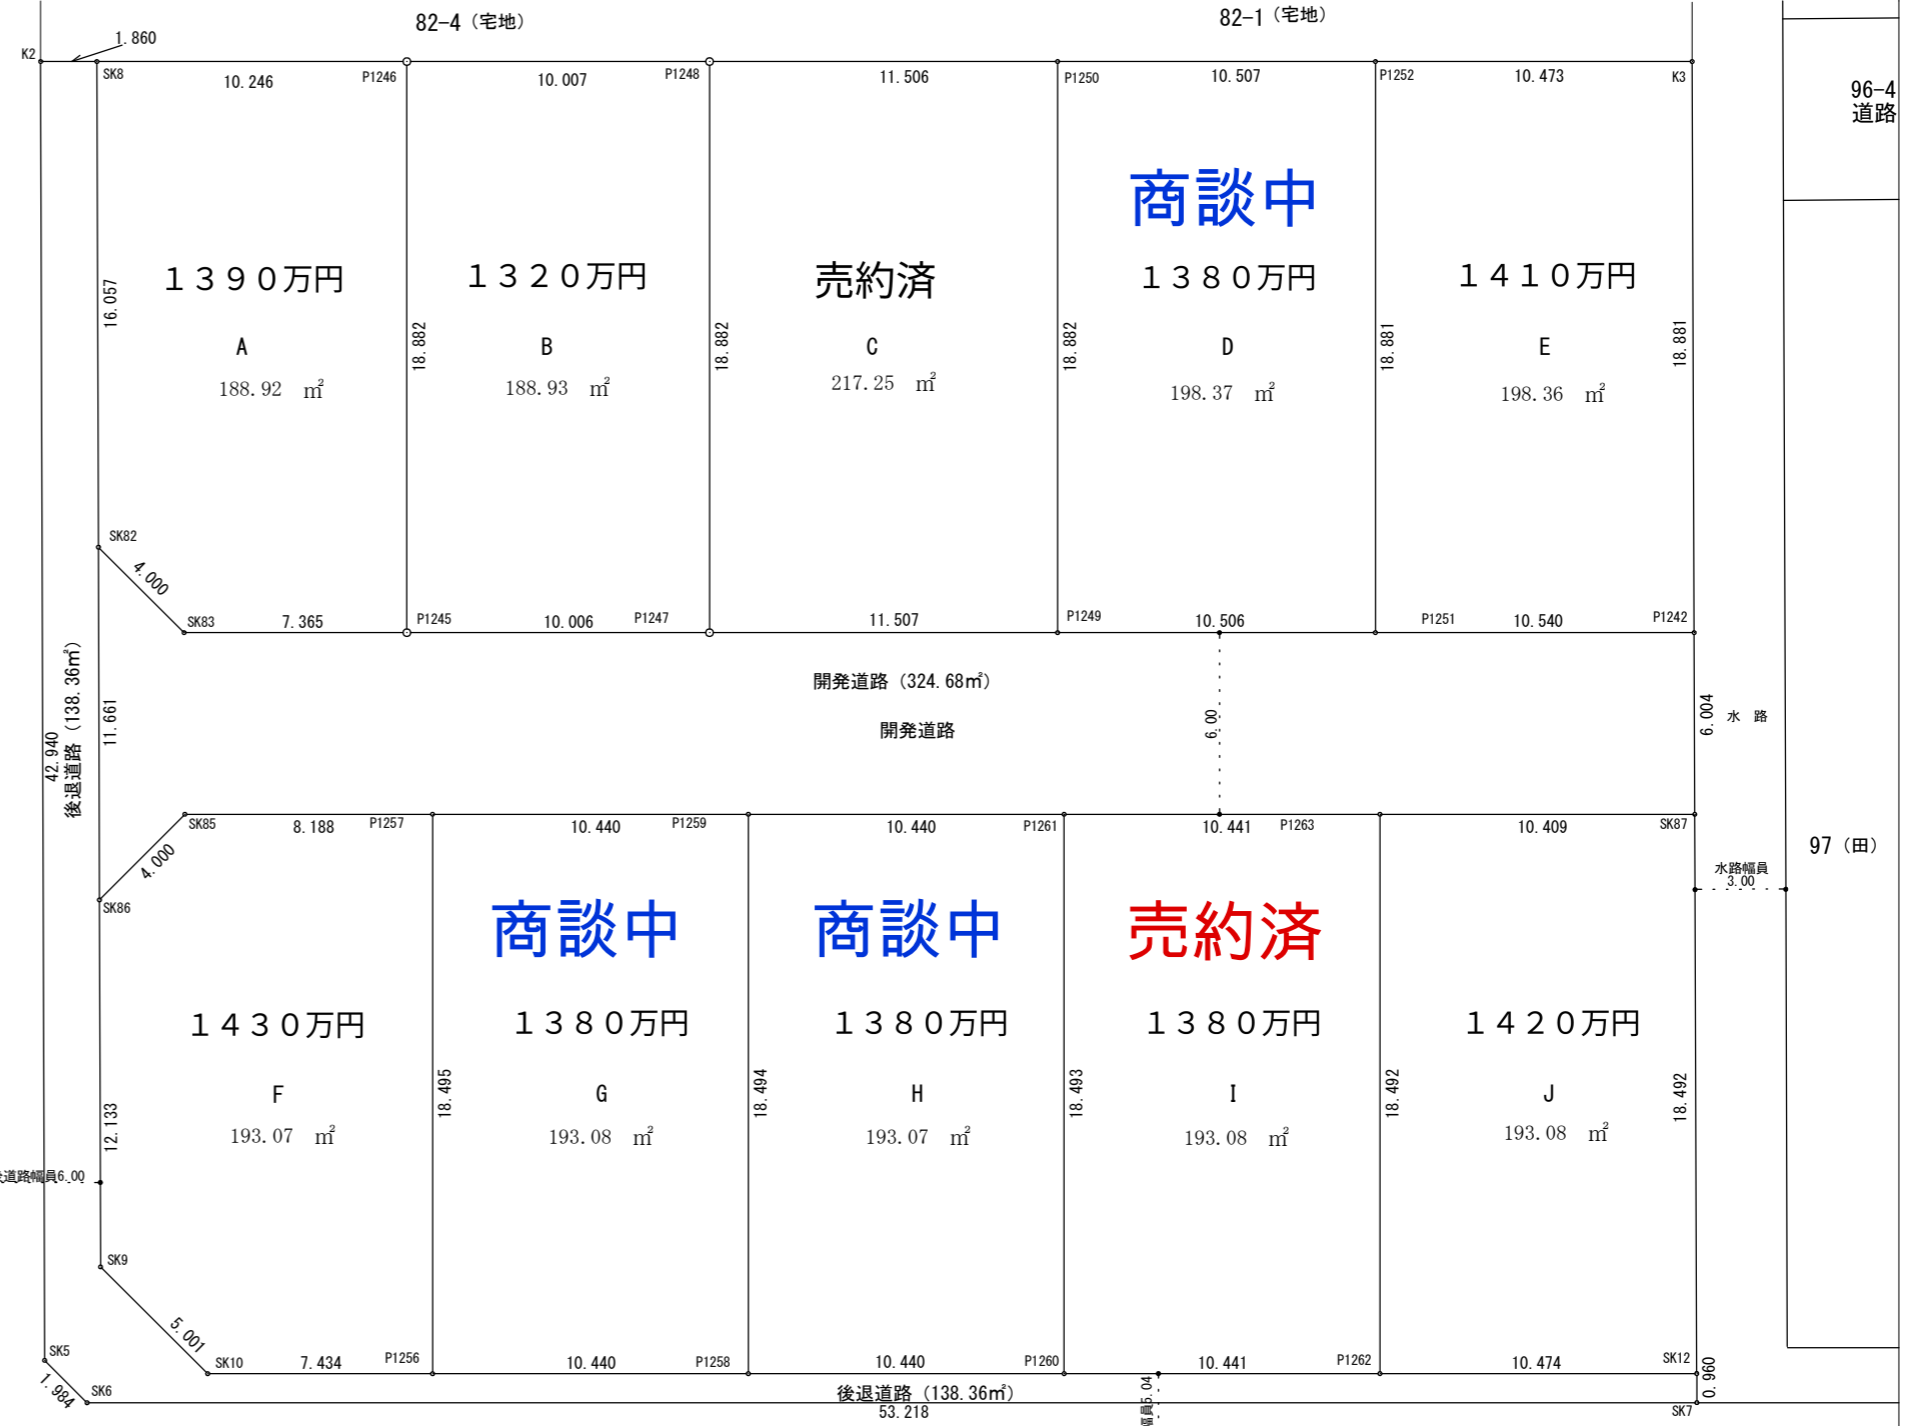 82-4（宅地）
82-1（宅地）
K2
1.860
SK8
10.246
P1246
10.007
P1248
11.506
P1250
10.507
P1252
10.473
K3
96-4
道路
商談中
１３９０万円
１３２０万円
売約済
１３８０万円
１４１０万円
16.057
18.882
18.882
18.882
18.881
18.881
A
B
C
D
E
188.92 ㎡
188.93 ㎡
217.25 ㎡
198.37 ㎡
198.36 ㎡
SK82
4.000
SK83
7.365
P1245
10.006
P1247
11.507
P1249
10.506
P1251
10.540
P1242
開発道路（324.68㎡）
開発道路
6.00
6.004
水 路
11.661
42.940
後退道路（138.36㎡）
SK85
8.188
P1257
10.440
P1259
10.440
P1261
10.441
P1263
10.409
SK87
4.000
SK86
97（田）
水路幅員
3.00
商談中
商談中
売約済
１４３０万円
１３８０万円
１３８０万円
１３８０万円
１４２０万円
12.133
18.495
18.494
18.493
18.492
18.492
F
G
H
I
J
193.07 ㎡
193.08 ㎡
193.07 ㎡
193.08 ㎡
193.08 ㎡
道路幅員6.00
SK9
5.001
SK10
7.434
P1256
10.440
P1258
10.440
P1260
10.441
P1262
10.474
SK12
0.960
SK5
1.984
SK6
後退道路（138.36㎡）
53.218
幅員5.04
SK7